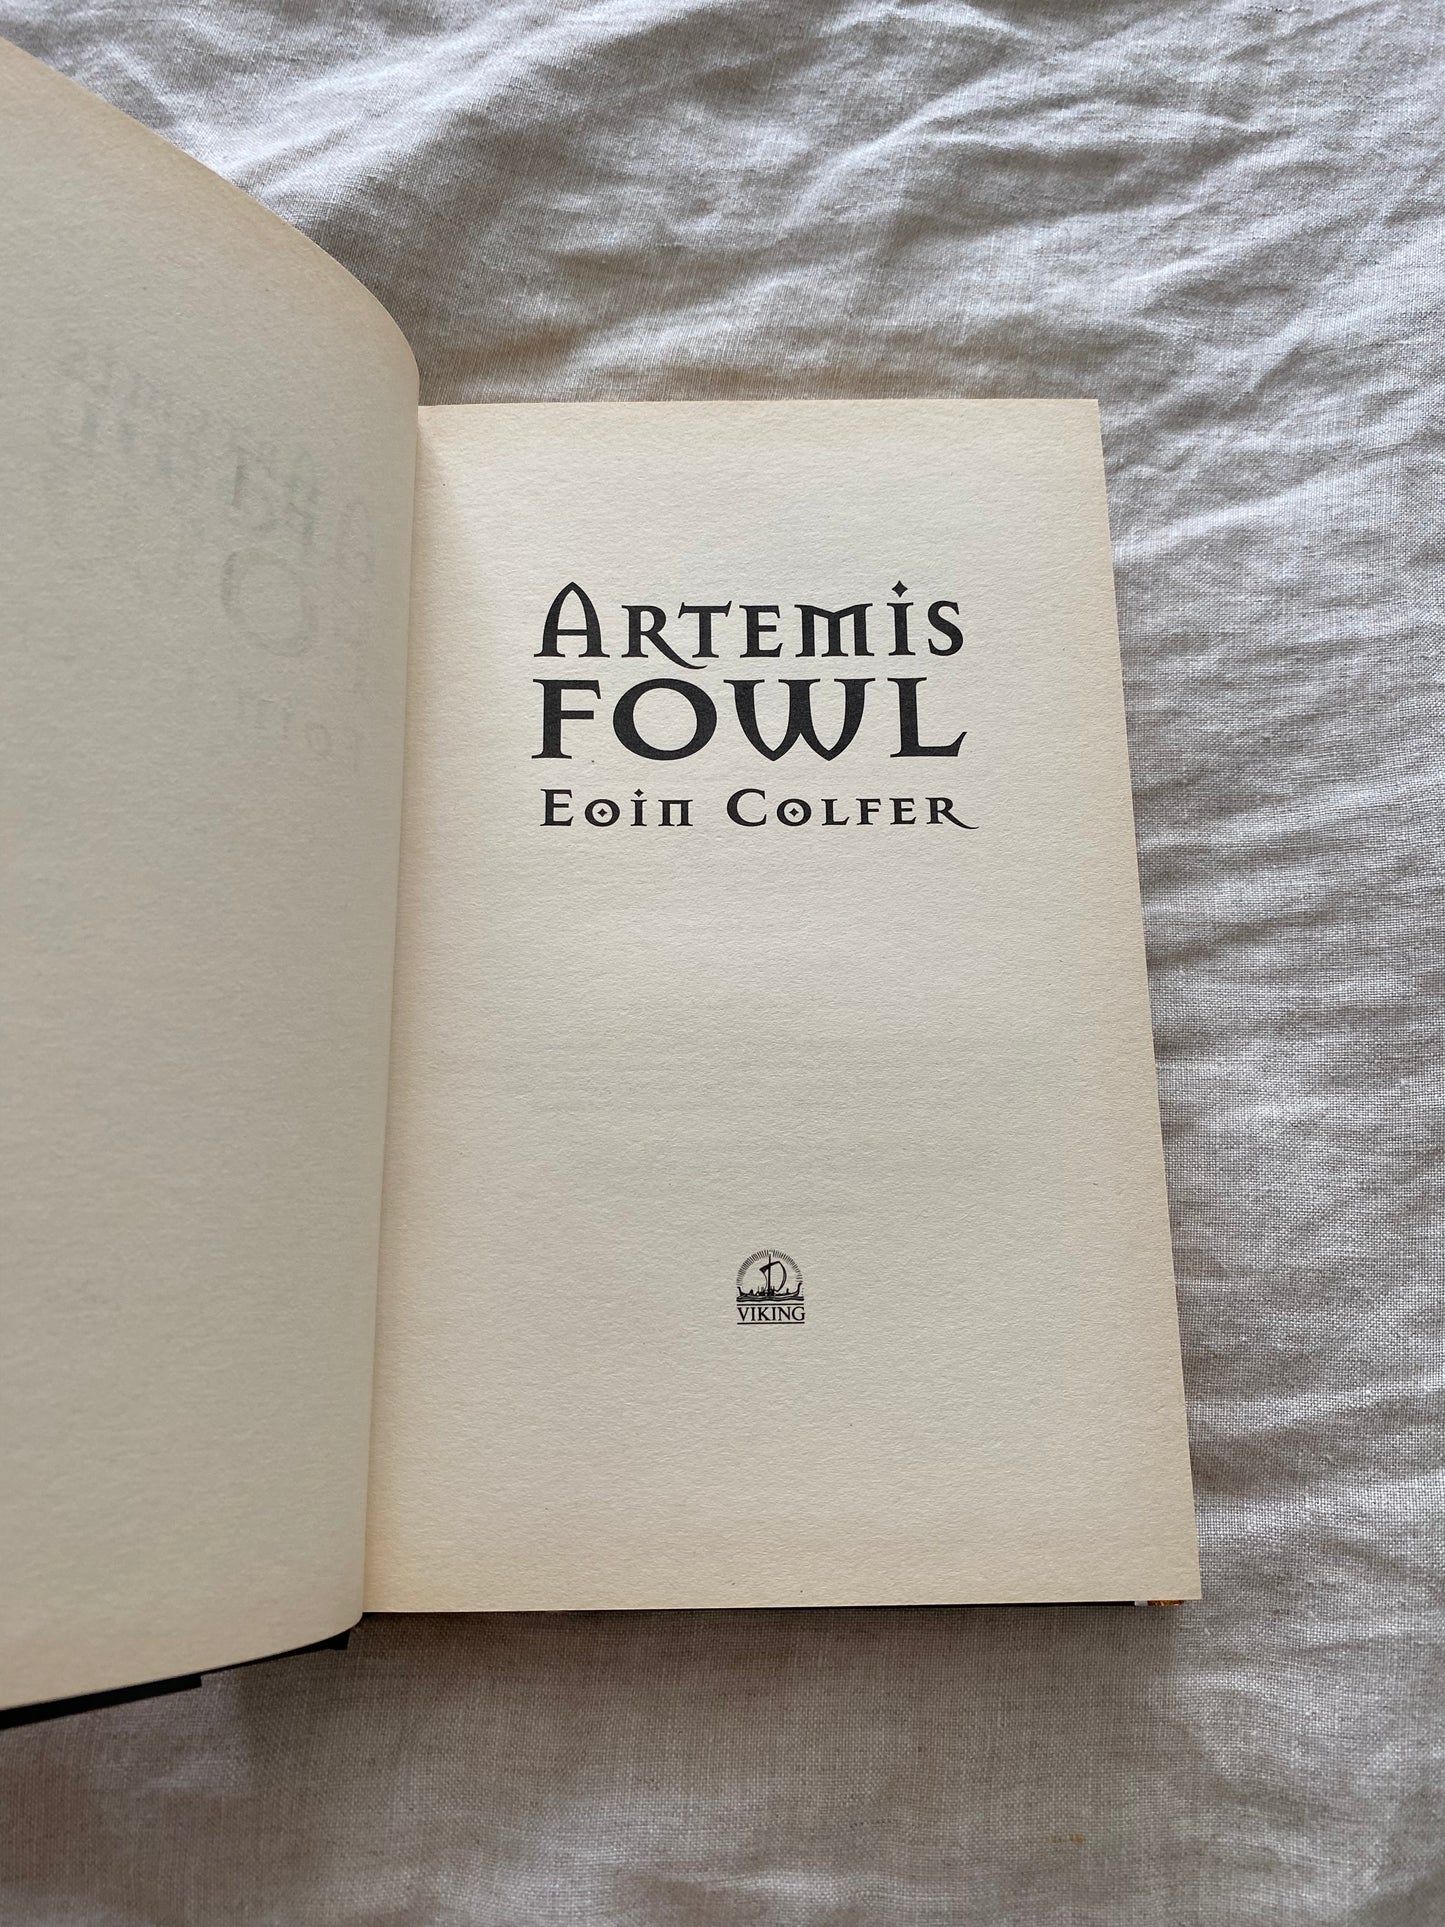 Artemis
FOWL
Eoin Colfer
VIKING